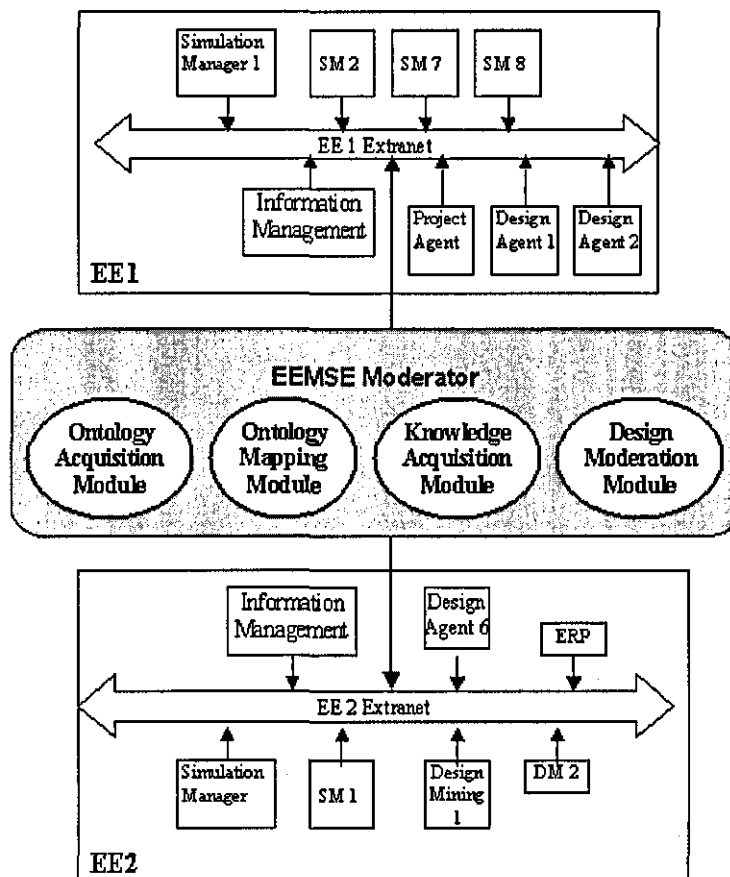 Simulation
Manager 1
SM 2
SM 7
SM 8
EE 1 Extranet
Information
Management
Project
Agent
Design
Agent 1
Design
Agent 2
EE1
EEMSE Moderator
Ontology
Acquisition
Module
Ontology
Mapping
Module
Knowledge
Acquisition
Module
Design
Moderation
Module
Information
Management
Design
Agent 6
ERP
EE 2 Extranet
Simulation
Manager
SM 1
Design
Mining
1
DM 2
EE2